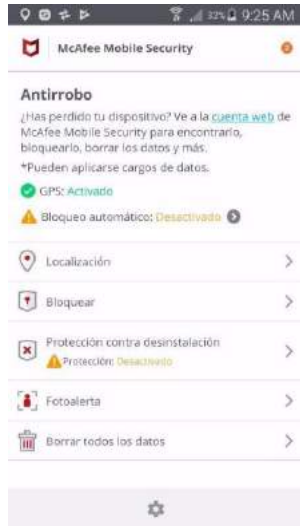 32% 9:25 AM
McAfee Mobile Security
Antirrobo
¿Has perdido tu dispositivo? Ve a la cuenta web de
McAfee Mobile Security para encontrarlo,
bloquearlo, borrar los datos y más.
*Pueden aplicarse cargos de datos.
GPS: Activado
Bloqueo automático: Desactivado
Localización
Bloquear
Protección contra desinstalación
Protección: Desactivado
Fotoalerta
Borrar todos los datos